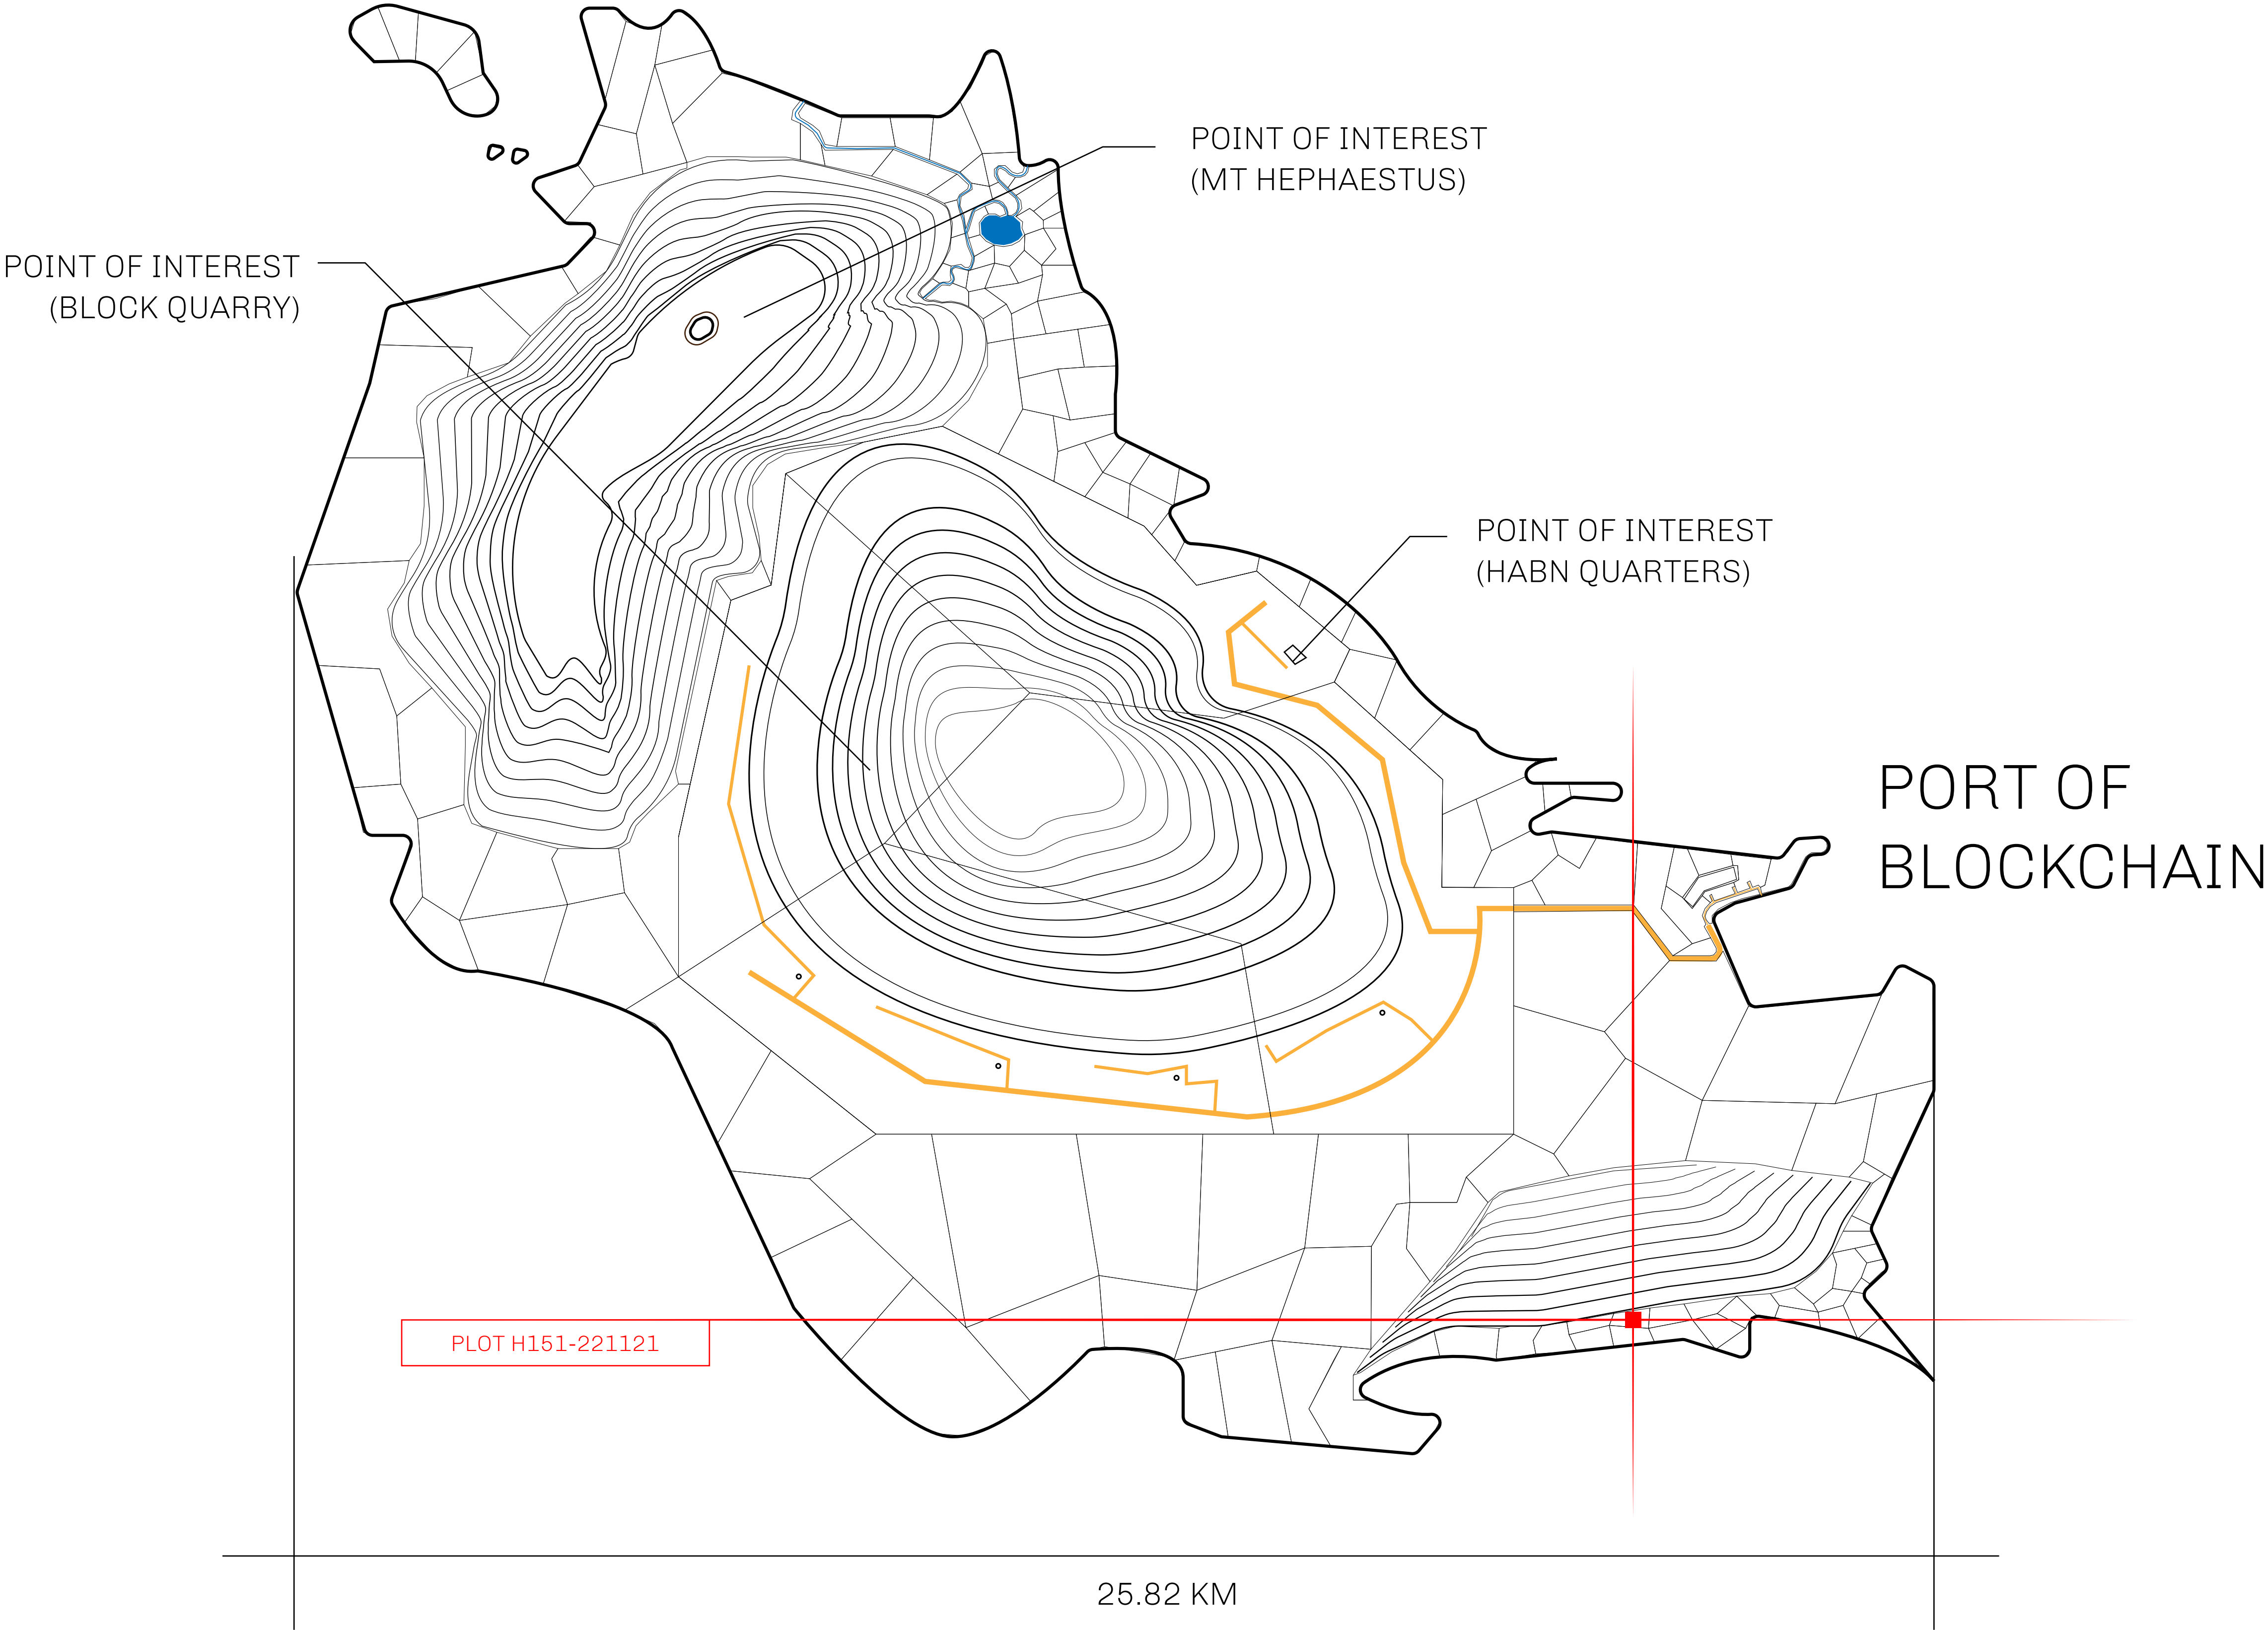 POINT OF INTEREST
(MT HEPHAESTUS)
POINT OF INTEREST
(BLOCK QUARRY)
POINT OF INTEREST
(HABN QUARTERS)
PORT OF
BLOCKCHAIN
PLOT H151-221121
25.82 KM